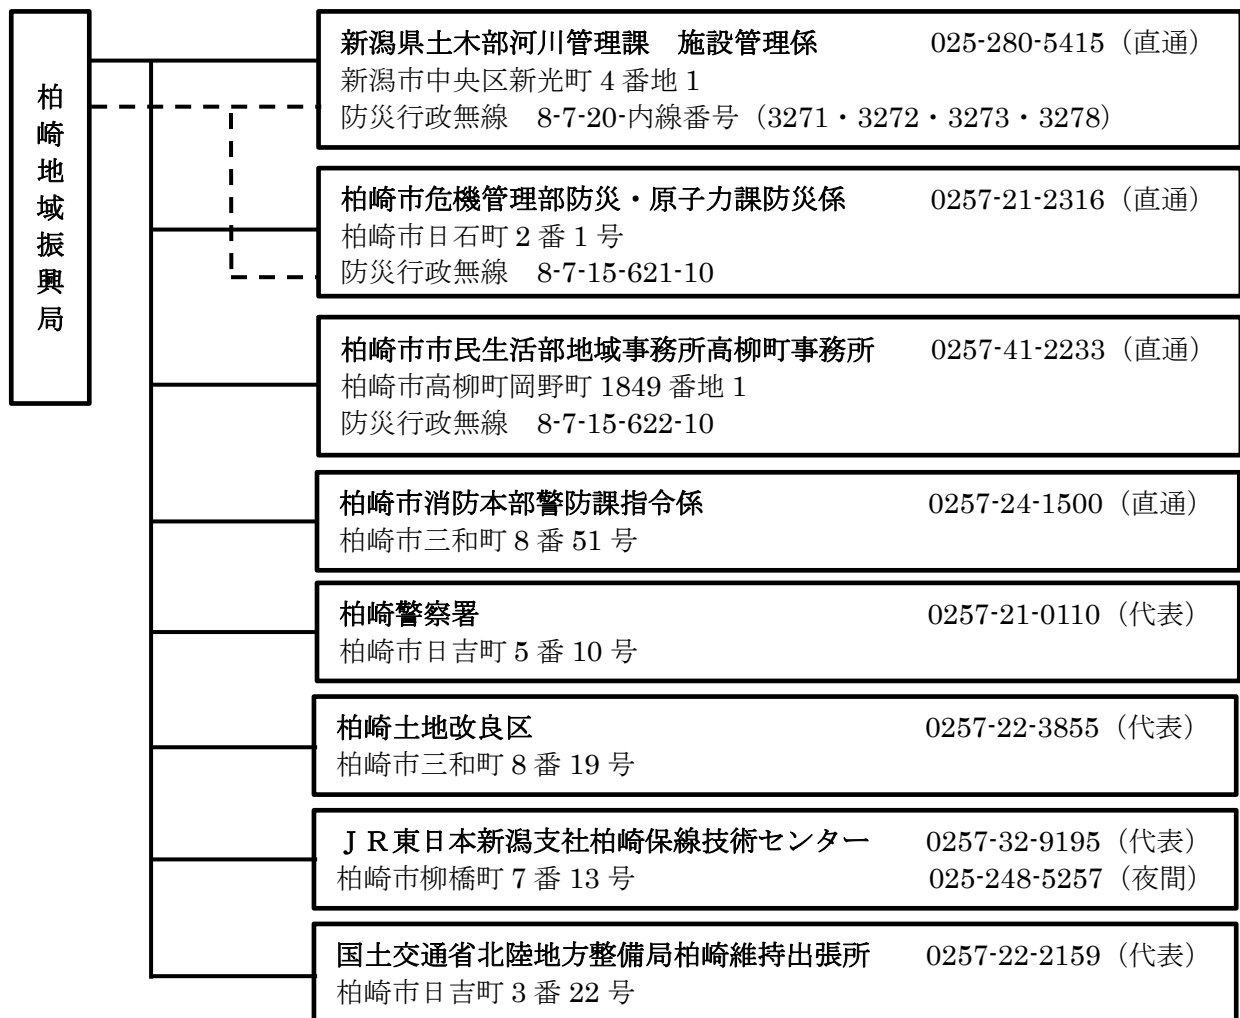 柏崎地域振興局
新潟県土木部河川管理課　施設管理係　025-280-5415（直通）
新潟市中央区新光町 4 番地 1
防災行政無線　8-7-20-内線番号（3271・3272・3273・3278）
柏崎市危機管理部防災・原子力課防災係　0257-21-2316（直通）
柏崎市日石町 2 番 1 号
防災行政無線　8-7-15-621-10
柏崎市市民生活部地域事務所高柳町事務所　0257-41-2233（直通）
柏崎市高柳町岡野町 1849 番地 1
防災行政無線　8-7-15-622-10
柏崎市消防本部警防課指令係　0257-24-1500（直通）
柏崎市三和町 8 番 51 号
柏崎警察署　0257-21-0110（代表）
柏崎市日吉町 5 番 10 号
柏崎土地改良区　0257-22-3855（代表）
柏崎市三和町 8 番 19 号
ＪＲ東日本新潟支社柏崎保線技術センター　0257-32-9195（代表）
柏崎市柳橋町 7 番 13 号　025-248-5257（夜間）
国土交通省北陸地方整備局柏崎維持出張所　0257-22-2159（代表）
柏崎市日吉町 3 番 22 号